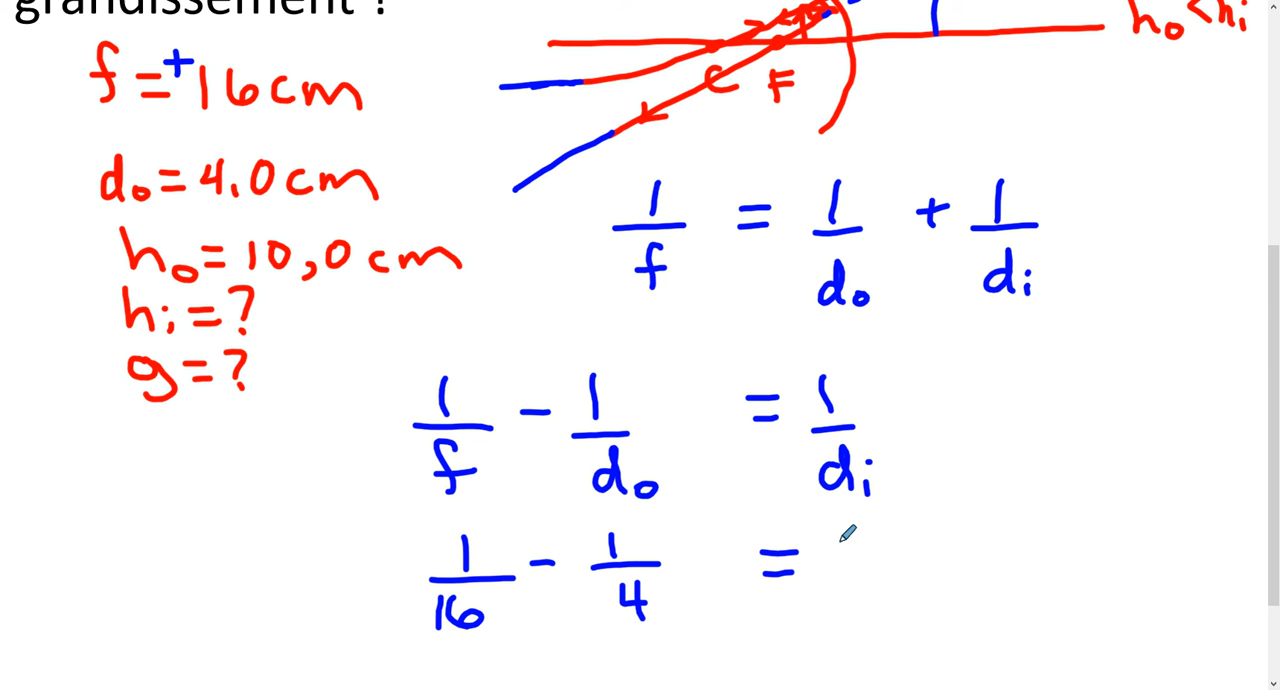 grandissement ?
h₀ < hᵢ
f = +16 cm
C F
d₀ = 4.0 cm
1/f = 1/d₀ + 1/dᵢ
h₀ = 10,0 cm
hᵢ = ?
g = ?
1/f - 1/d₀ = 1/dᵢ
1/16 - 1/4 =